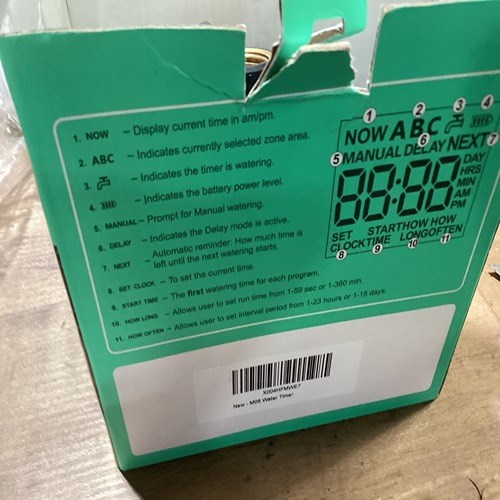 1. NOW – Display current time in am/pm.
2. ABC – Indicates currently selected zone area.
3. – Indicates the timer is watering.
4. – Indicates the battery power level.
5. MANUAL – Prompt for Manual watering.
6. DELAY – Indicates the Delay mode is active.
7. NEXT – Automatic reminder: How much time is
left until the next watering starts.
8. SET CLOCK – To set the current time.
9. START TIME – The first watering time for each program.
10. HOW LONG – Allows user to set run time from 1-59 sec or 1-360 min.
11. HOW OFTEN – Allows user to set interval period from 1-23 hours or 1-15 days.
1 2 3 4
NOW A B C
5 6 7
MANUAL DELAY NEXT
88:88 DAY
HRS
MIN
AM
PM
SET START HOW HOW
CLOCK TIME LONG OFTEN
8 9 10 11
X004HFMWE7
New - M08 Water Timer